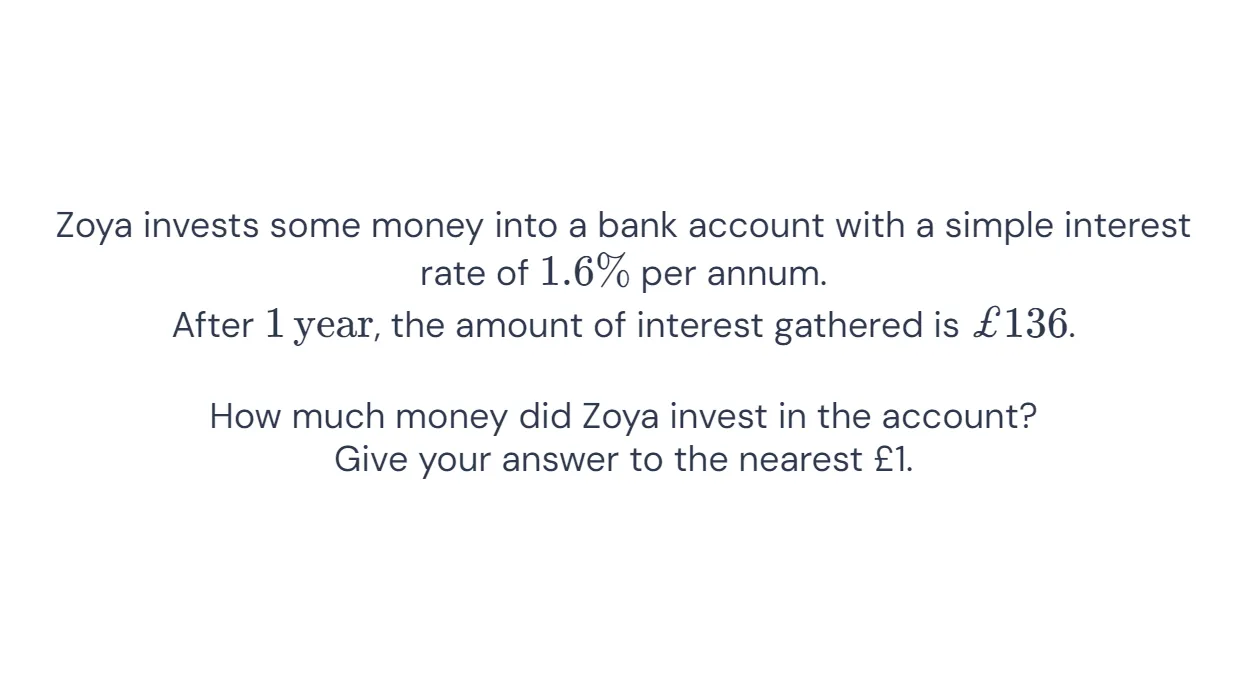 Zoya invests some money into a bank account with a simple interest
rate of 1.6% per annum.
After 1 year, the amount of interest gathered is £136.
How much money did Zoya invest in the account?
Give your answer to the nearest £1.